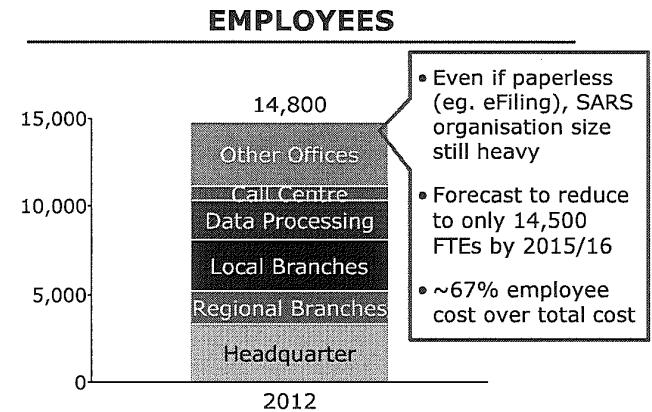 EMPLOYEES
14,800
15,000
10,000
5,000
0
Other Offices
Call Centre
Data Processing
Local Branches
Regional Branches
Headquarter
2012
• Even if paperless
(eg. eFiling), SARS
organisation size
still heavy
• Forecast to reduce
to only 14,500
FTEs by 2015/16
• ~67% employee
cost over total cost